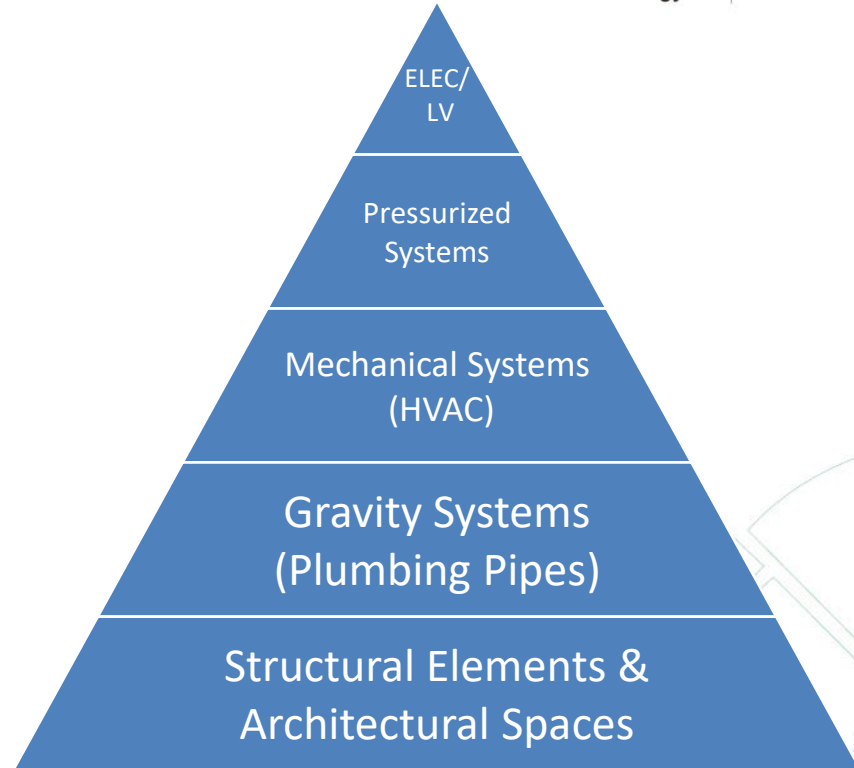 ELEC/
LV
Pressurized
Systems
Mechanical Systems
(HVAC)
Gravity Systems
(Plumbing Pipes)
Structural Elements &
Architectural Spaces